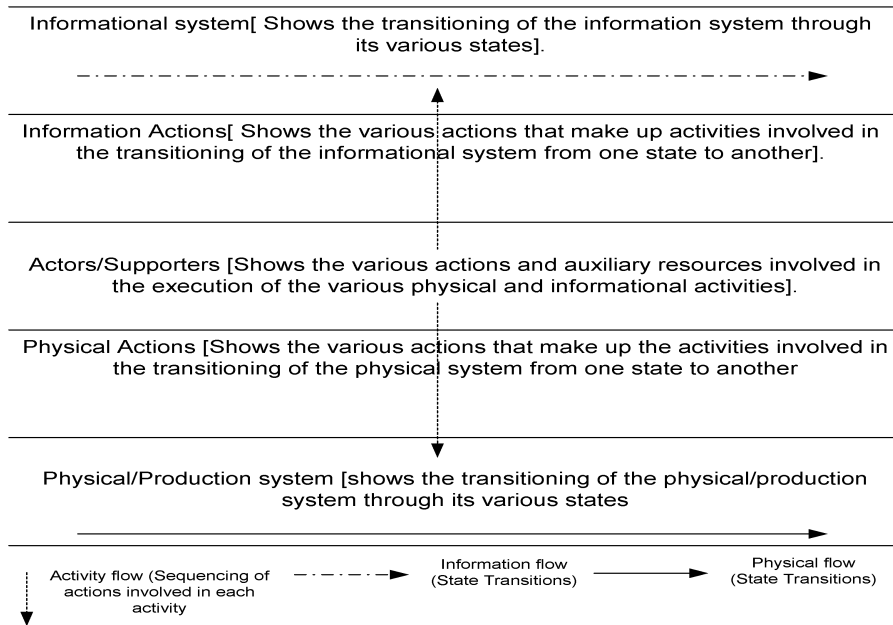 Informational system[ Shows the transitioning of the information system through
its various states].
Information Actions[ Shows the various actions that make up activities involved in
the transitioning of the informational system from one state to another].
Actors/Supporters [Shows the various actions and auxiliary resources involved in
the execution of the various physical and informational activities].
Physical Actions [Shows the various actions that make up the activities involved in
the transitioning of the physical system from one state to another
Physical/Production system [shows the transitioning of the physical/production
system through its various states
Activity flow (Sequencing of
actions involved in each
activity
Information flow
(State Transitions)
Physical flow
(State Transitions)